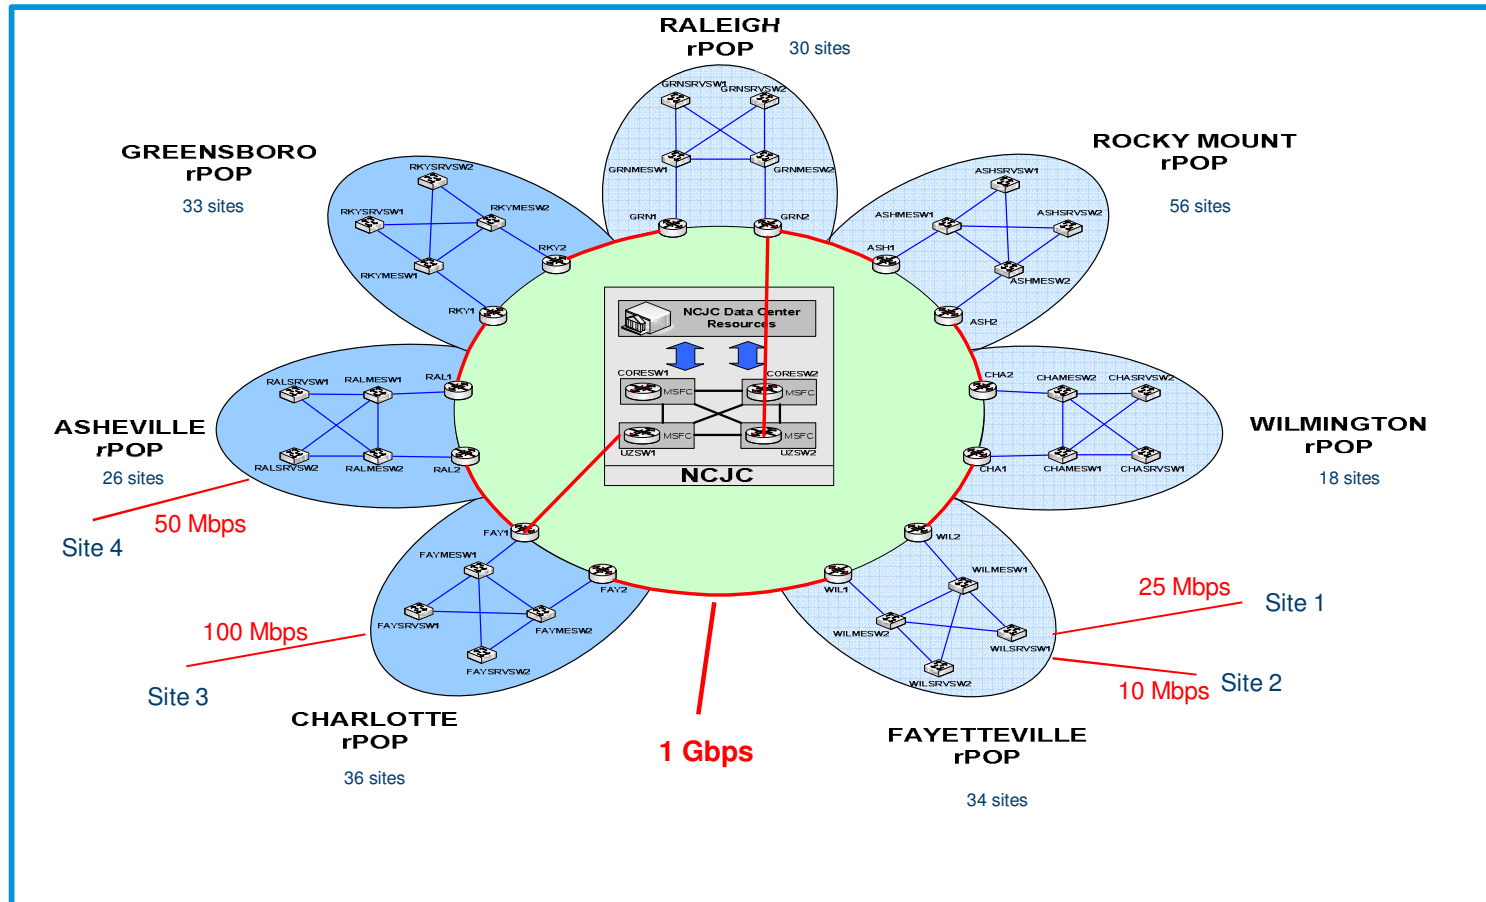 RALEIGH
rPOP
30 sites
GRNSRVSW1
GRNSRVSW2
GRNMESW1
GRNMESW2
GRN1
GRN2
GREENSBORO
rPOP
33 sites
RKYSRVSW2
RKYSRVSW1
RKYMESW2
RKYMESW1
RKY2
RKY1
ROCKY MOUNT
rPOP
56 sites
ASHSRVSW1
ASHMESW1
ASHSRVSW2
ASHMESW2
ASH1
ASH2
NCJC Data Center
Resources
CORESW1
CORESW2
MSFC
MSFC
MSFC
MSFC
UZSW1
UZSW2
NCJC
ASHEVILLE
rPOP
26 sites
RALSRVSW1
RALMESW1
RAL1
RALSRVSW2
RALMESW2
RAL2
50 Mbps
Site 4
CHA2
CHAMESW2
CHASRVSW2
CHA1
CHAMESW1
CHASRVSW1
WILMINGTON
rPOP
18 sites
FAY1
FAYMESW1
FAY2
FAYSRVSW1
FAYMESW2
FAYSRVSW2
100 Mbps
Site 3
CHARLOTTE
rPOP
36 sites
1 Gbps
WIL2
WIL1
WILMESW1
WILMESW2
WILSRVSW1
WILSRVSW2
25 Mbps
Site 1
10 Mbps
Site 2
FAYETTEVILLE
rPOP
34 sites